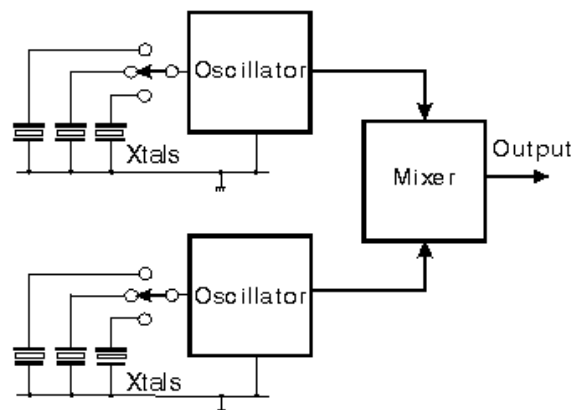 Oscillator
Xtals
Mixer
Output
Oscillator
Xtals